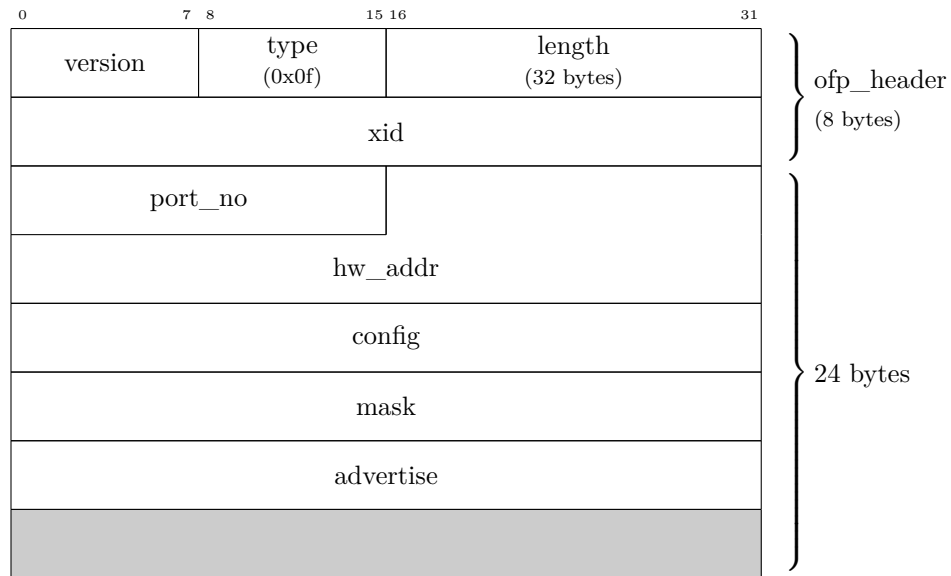 0 7 8 15 16 31
version
type
(0x0f)
length
(32 bytes)
ofp_header
(8 bytes)
xid
port_no
hw_addr
config
mask
advertise
24 bytes